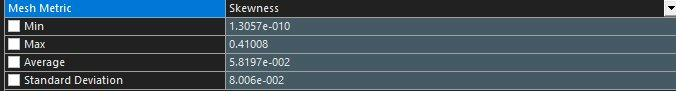 Mesh Metric Skewness
Min 1.3057e-010
Max 0.41008
Average 5.8197e-002
Standard Deviation 8.006e-002